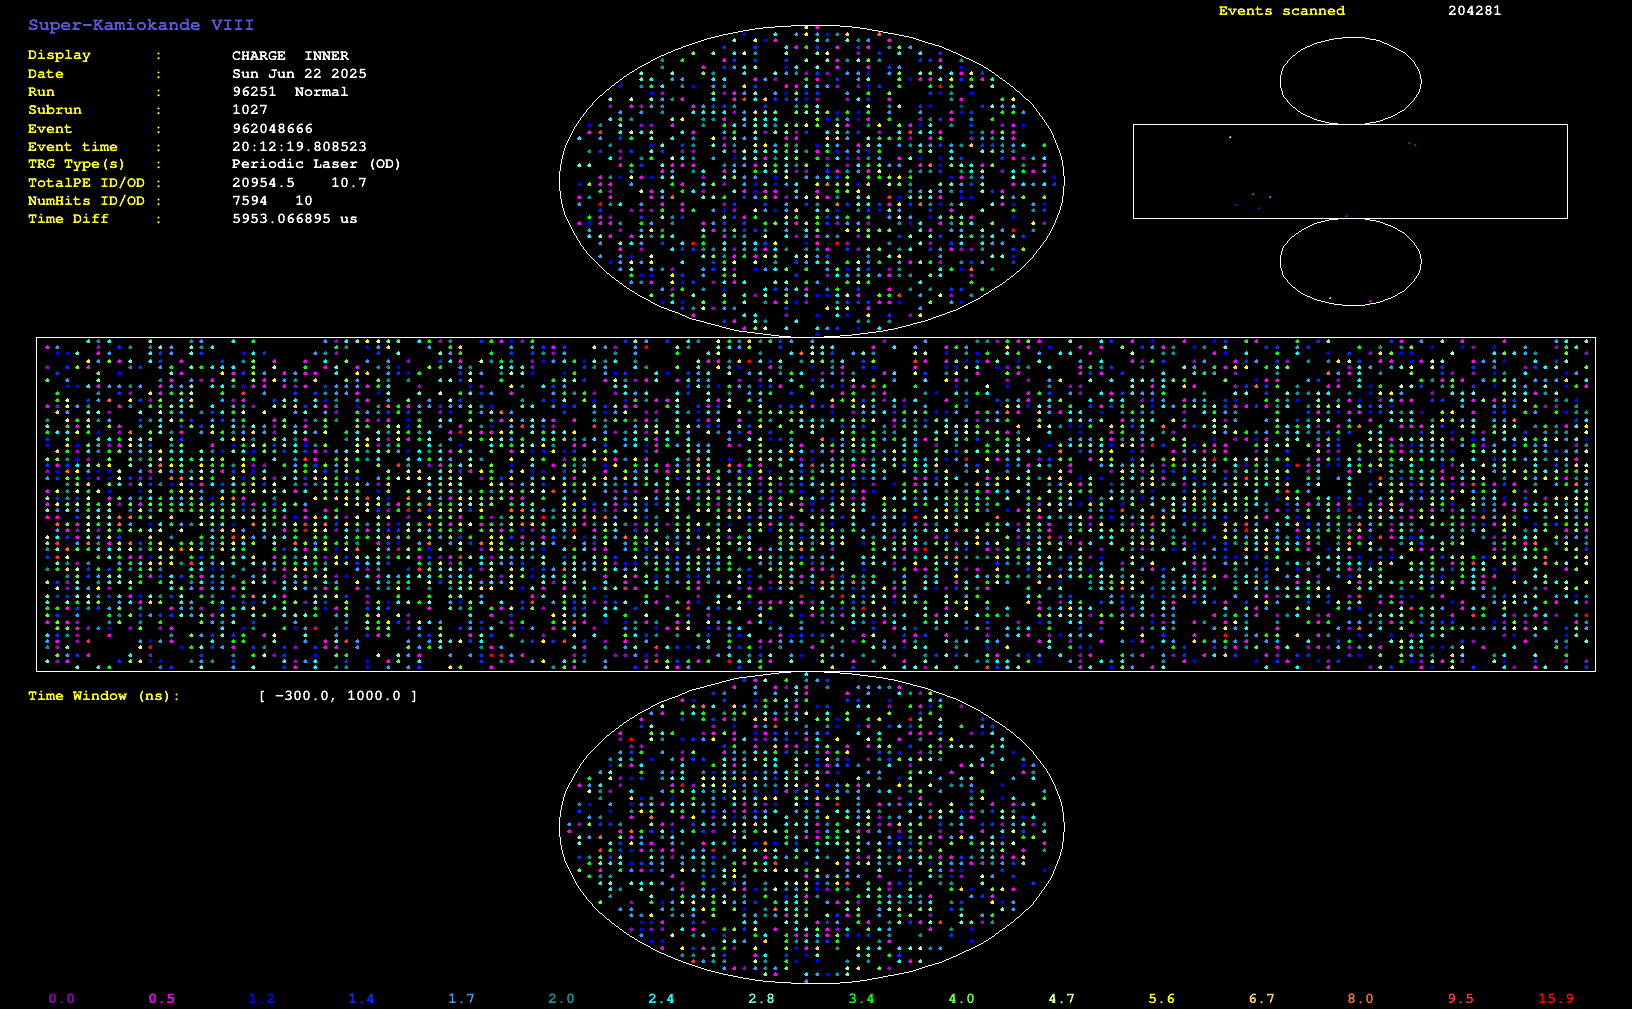 Super-Kamiokande VIII
Events scanned 204281
Display : CHARGE INNER
Date : Sun Jun 22 2025
Run : 96251 Normal
Subrun : 1027
Event : 962048666
Event time : 20:12:19.808523
TRG Type(s) : Periodic Laser (OD)
TotalPE ID/OD : 20954.5 10.7
NumHits ID/OD : 7594 10
Time Diff : 5953.066895 us
Time Window (ns): [ -300.0, 1000.0 ]
0.0 0.5 1.2 1.4 1.7 2.0 2.4 2.8 3.4 4.0 4.7 5.6 6.7 8.0 9.5 15.9